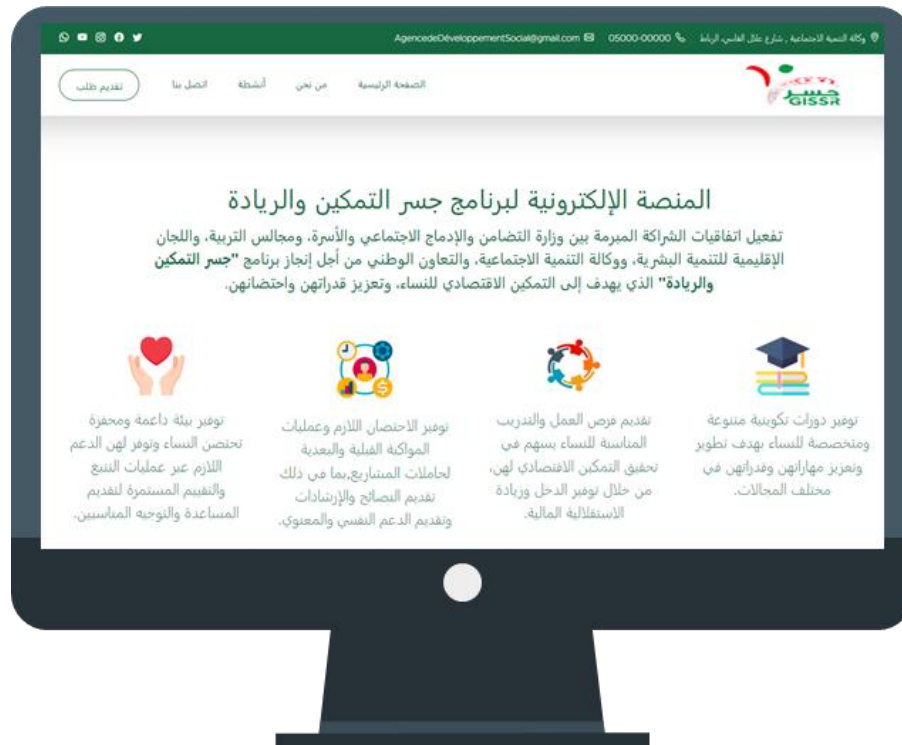 وكالة التنمية الاجتماعية , شارع علال الفاسي, الرباط 05000-00000 AgencedeDéveloppementSocial@gmail.com
جسر
GISSR
الصفحة الرئيسية من نحن أنشطة اتصل بنا تقديم طلب
المنصة الإلكترونية لبرنامج جسر التمكين والريادة
تفعيل اتفاقيات الشراكة المبرمة بين وزارة التضامن والإدماج الاجتماعي والأسرة، ومجالس التربية، واللجان
الإقليمية للتنمية البشرية، ووكالة التنمية الاجتماعية، والتعاون الوطني من أجل إنجاز برنامج "جسر التمكين
والريادة" الذي يهدف إلى التمكين الاقتصادي للنساء، وتعزيز قدراتهن واحتضانهن.
توفير دورات تكوينية متنوعة
ومتخصصة للنساء بهدف تطوير
وتعزيز مهاراتهن وقدراتهن في
مختلف المجالات.
تقديم فرص العمل والتدريب
المناسبة للنساء يسهم في
تحقيق التمكين الاقتصادي لهن،
من خلال توفير الدخل وزيادة
الاستقلالية المالية.
توفير الاحتضان اللازم وعمليات
المواكبة القبلية والبعدية
لحاملات المشاريع,بما في ذلك
تقديم النصائح والإرشادات
وتقديم الدعم النفسي والمعنوي.
توفير بيئة داعمة ومحفزة
تحتضن النساء وتوفر لهن الدعم
اللازم عبر عمليات التتبع
والتقييم المستمرة لتقديم
المساعدة والتوجيه المناسبين.